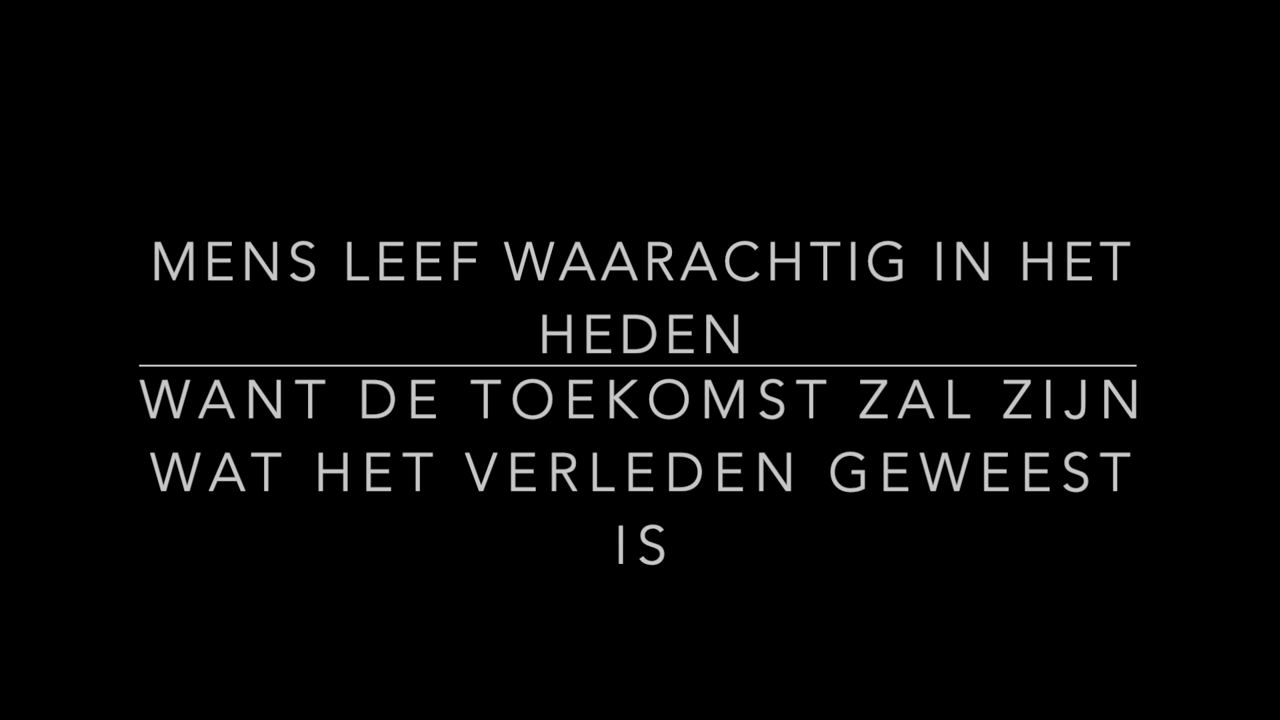 MENS LEEF WAARACHTIG IN HET
HEDEN
WANT DE TOEKOMST ZAL ZIJN
WAT HET VERLEDEN GEWEEST
IS